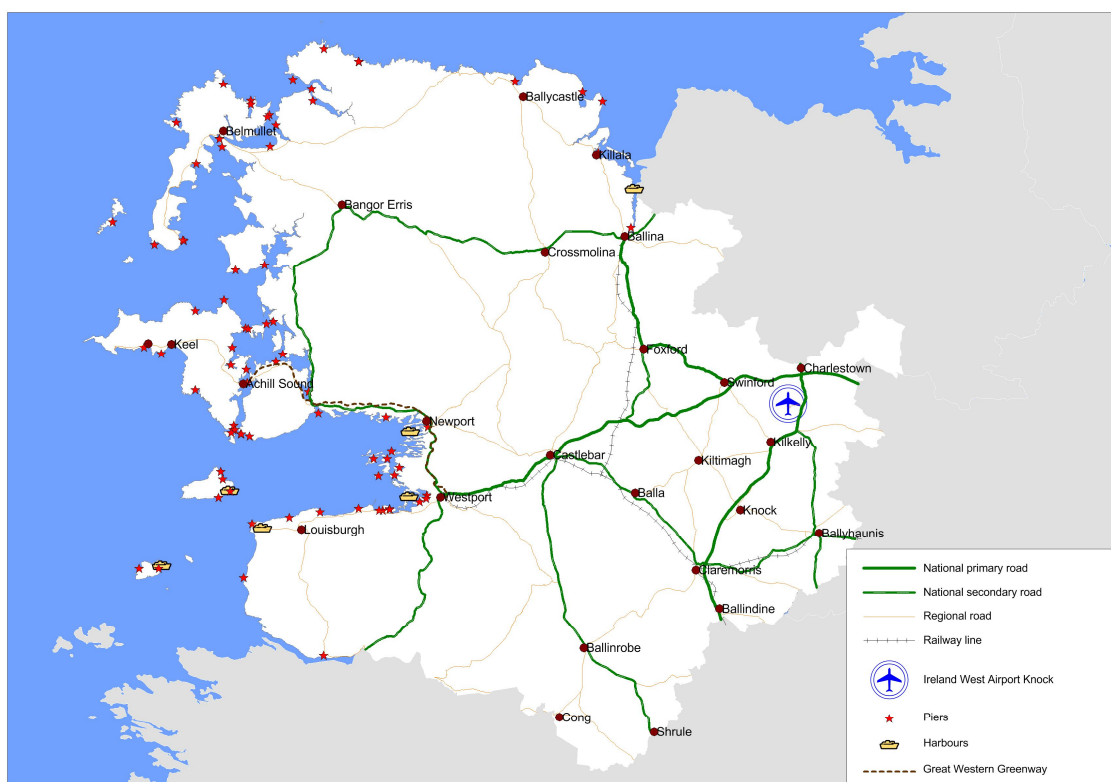 Ballycastle
Belmullet
Killala
Bangor Erris
Ballina
Crossmolina
Keel
Foxford
Charlestown
Achill Sound
Swinford
Newport
Kilkelly
Castlebar
Kiltimagh
Westport
Balla
Knock
Louisburgh
Ballyhaunis
Claremorris
Ballindine
Ballinrobe
Cong
Shrule
National primary road
National secondary road
Regional road
Railway line
Ireland West Airport Knock
Piers
Harbours
Great Western Greenway